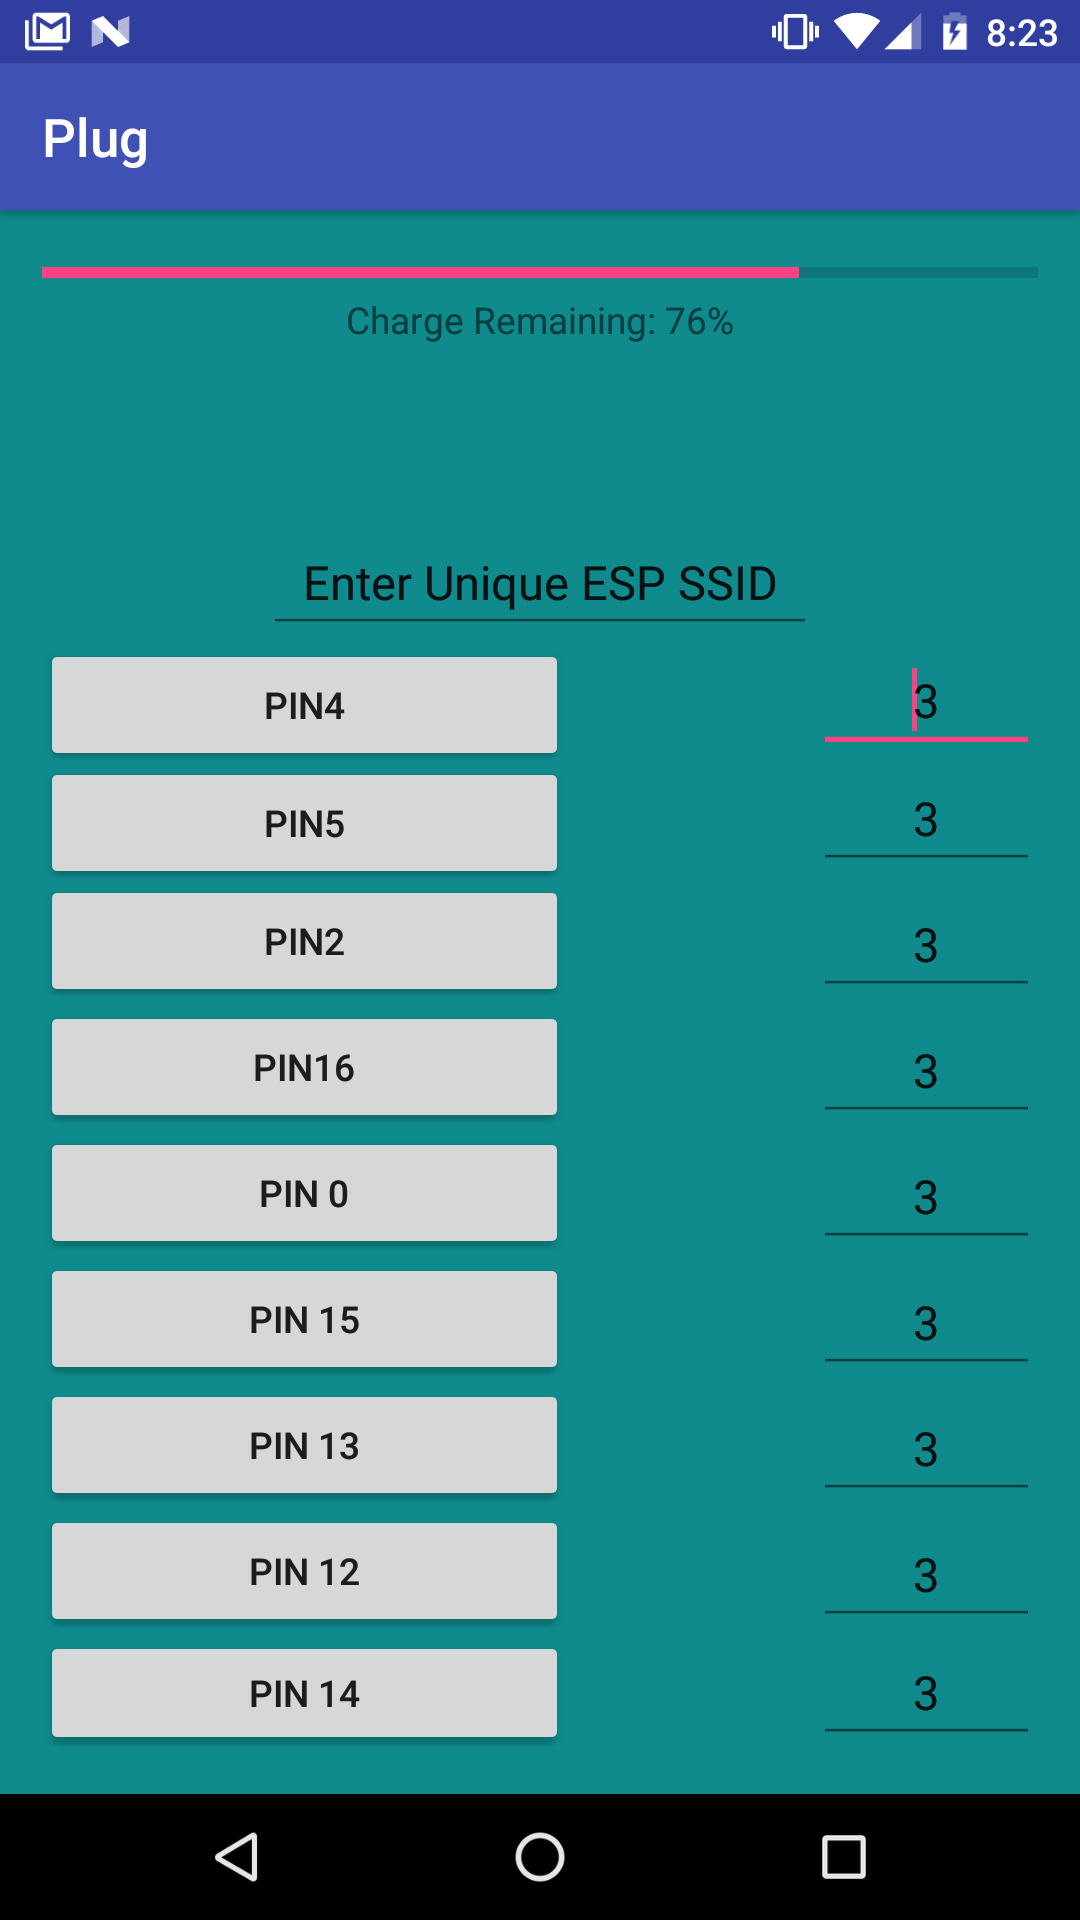 8:23
Plug
Charge Remaining: 76%
Enter Unique ESP SSID
PIN4 3
PIN5 3
PIN2 3
PIN16 3
PIN 0 3
PIN 15 3
PIN 13 3
PIN 12 3
PIN 14 3